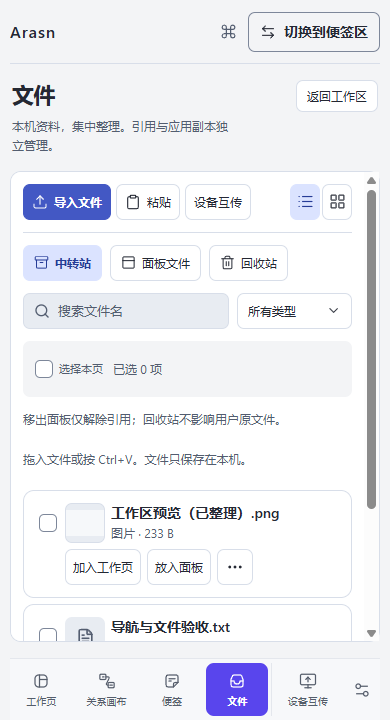 Arasn
⌘ 切换到便签区
文件
返回工作区
本机资料，集中整理。引用与应用副本独
立管理。
导入文件 粘贴 设备互传
中转站 面板文件 回收站
搜索文件名 所有类型
选择本页 已选 0 项
移出面板仅解除引用；回收站不影响用户原文件。
拖入文件或按 Ctrl+V。文件只保存在本机。
工作区预览（已整理）.png
图片 · 233 B
加入工作页 放入面板 ···
导航与文件验收.txt
工作页 关系画布 便签 文件 设备互传